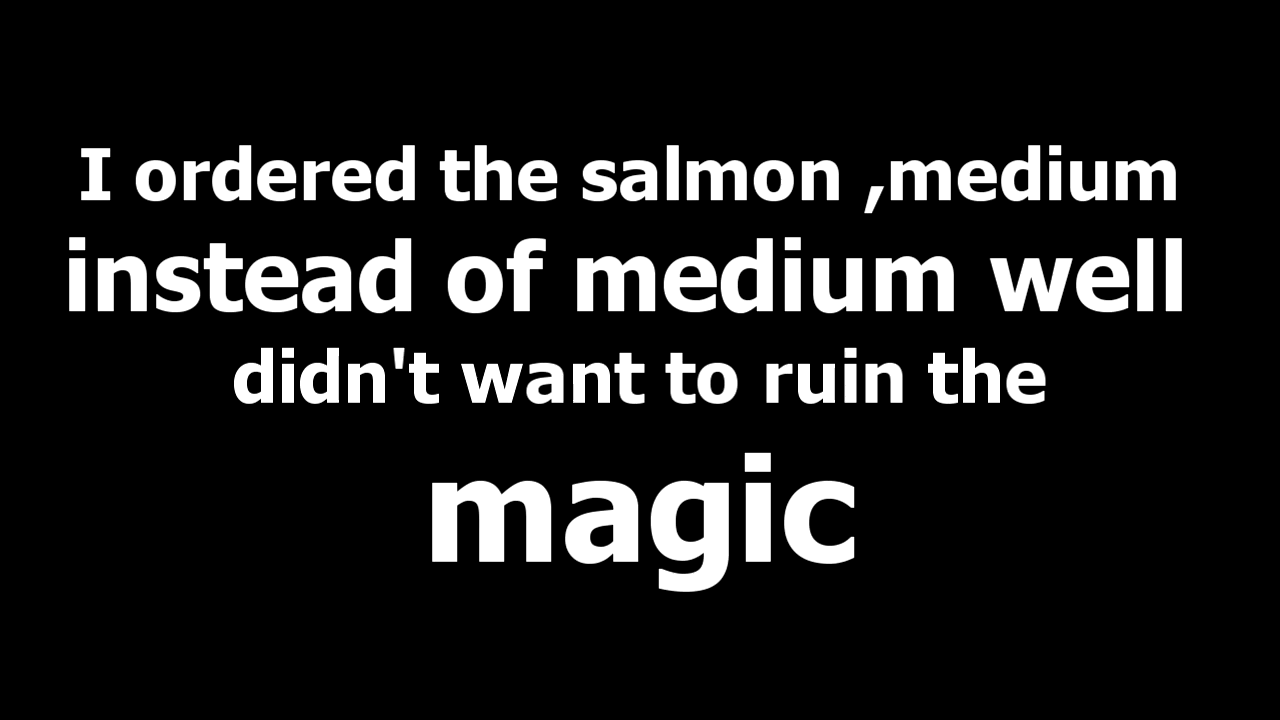 I ordered the salmon ,medium
instead of medium well
didn't want to ruin the
magic